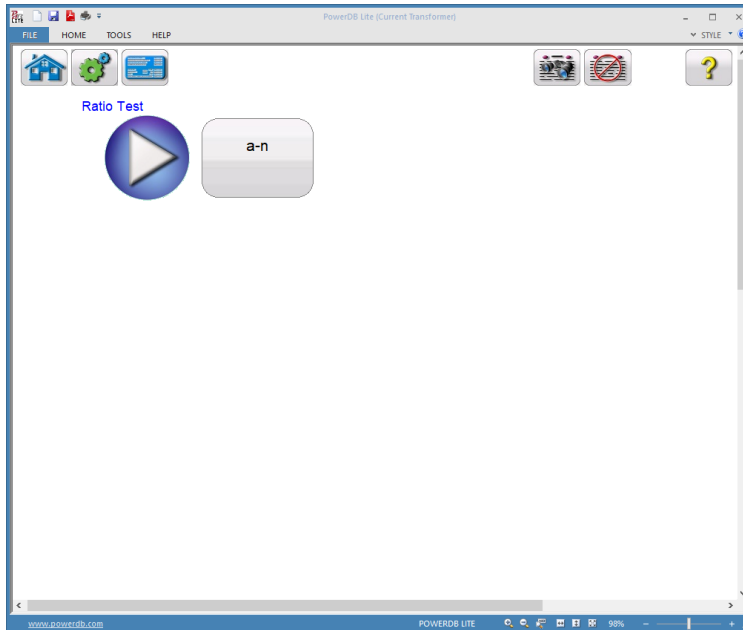 PowerDB Lite (Current Transformer)
FILE HOME TOOLS HELP STYLE
Ratio Test
a-n
www.powerdb.com POWERDB LITE 98%